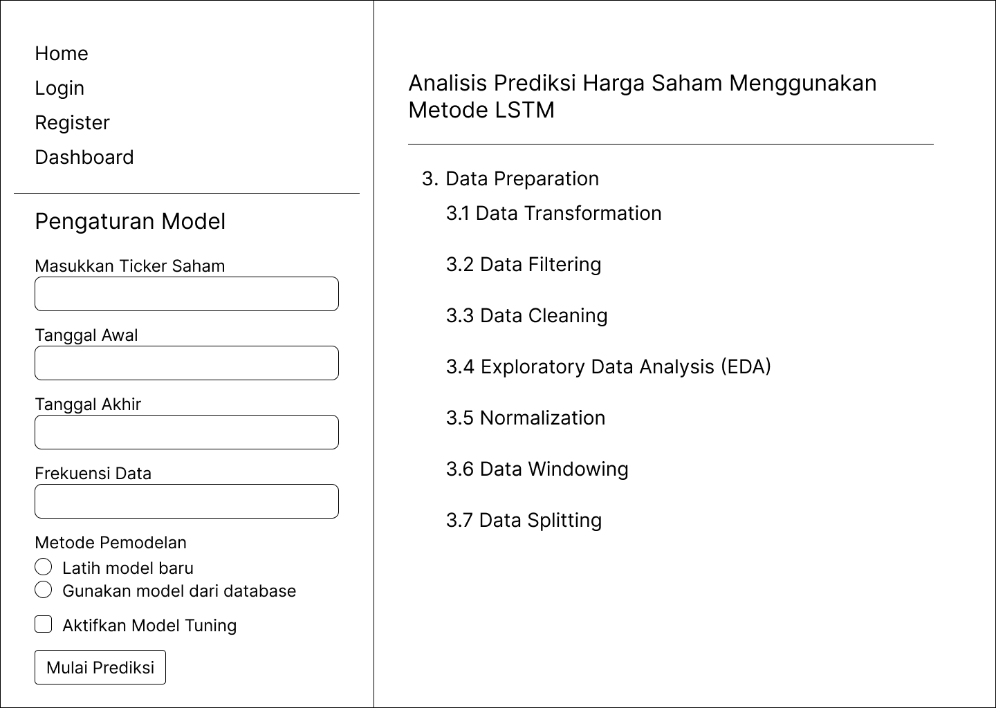 Home
Login
Register
Dashboard
Pengaturan Model
Masukkan Ticker Saham
Tanggal Awal
Tanggal Akhir
Frekuensi Data
Metode Pemodelan
Latih model baru
Gunakan model dari database
Aktifkan Model Tuning
Mulai Prediksi
Analisis Prediksi Harga Saham Menggunakan
Metode LSTM
3. Data Preparation
3.1 Data Transformation
3.2 Data Filtering
3.3 Data Cleaning
3.4 Exploratory Data Analysis (EDA)
3.5 Normalization
3.6 Data Windowing
3.7 Data Splitting